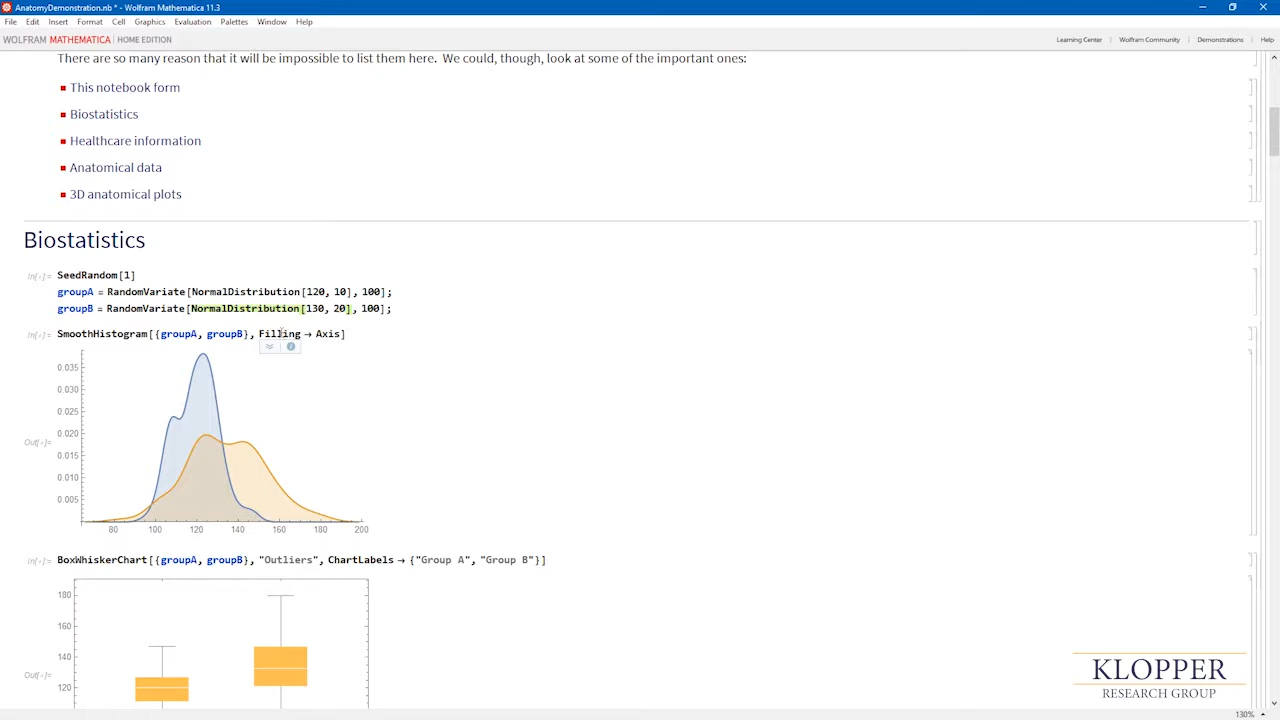 AnatomyDemonstration.nb * - Wolfram Mathematica 11.3
File Edit Insert Format Cell Graphics Evaluation Palettes Window Help
WOLFRAM MATHEMATICA | HOME EDITION Learning Center | Wolfram Community | Demonstrations | Help
There are so many reason that it will be impossible to list them here. We could, though, look at some of the important ones:
This notebook form
Biostatistics
Healthcare information
Anatomical data
3D anatomical plots
Biostatistics
SeedRandom[1]
groupA = RandomVariate[NormalDistribution[120, 10], 100];
groupB = RandomVariate[NormalDistribution[130, 20], 100];
In[•]:= SmoothHistogram[{groupA, groupB}, Filling → Axis]
0.035
0.030
0.025
0.020
0.015
0.010
0.005
Out[•]=
80 100 120 140 160 180 200
In[•]:= BoxWhiskerChart[{groupA, groupB}, "Outliers", ChartLabels → {"Group A", "Group B"}]
180
160
140
120
Out[•]=
KLOPPER
RESEARCH GROUP
130%